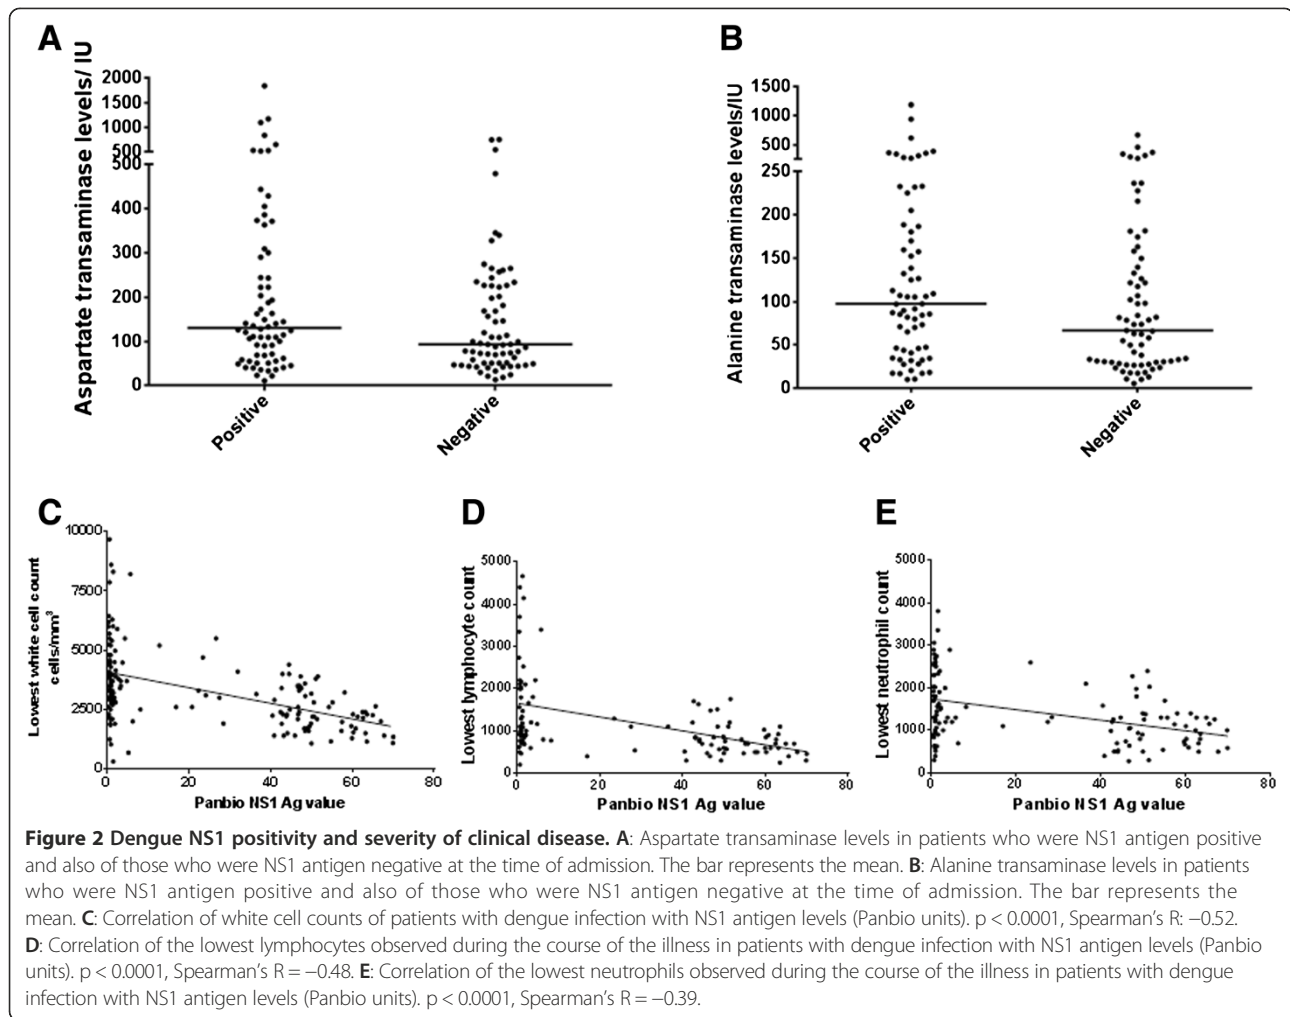 A
B
Aspartate transaminase levels/ IU
2000
1500
1000
500
500
400
300
200
100
0
Positive
Negative
Alanine transaminase levels/IU
1500
1000
500
250
200
150
100
50
0
Positive
Negative
C
Lowest white cell count
cells/mm³
10000
7500
5000
2500
0
0 20 40 60 80
Panbio NS1 Ag value
D
Lowest lymphocyte count
5000
4000
3000
2000
1000
0
0 20 40 60 80
Panbio NS1 Ag value
E
Lowest neutrophil count
5000
4000
3000
2000
1000
0
0 20 40 60 80
Panbio NS1 Ag value
Figure 2 Dengue NS1 positivity and severity of clinical disease. A: Aspartate transaminase levels in patients who were NS1 antigen positive
and also of those who were NS1 antigen negative at the time of admission. The bar represents the mean. B: Alanine transaminase levels in patients
who were NS1 antigen positive and also of those who were NS1 antigen negative at the time of admission. The bar represents the
mean. C: Correlation of white cell counts of patients with dengue infection with NS1 antigen levels (Panbio units). p < 0.0001, Spearman's R: −0.52.
D: Correlation of the lowest lymphocytes observed during the course of the illness in patients with dengue infection with NS1 antigen levels (Panbio
units). p < 0.0001, Spearman's R = −0.48. E: Correlation of the lowest neutrophils observed during the course of the illness in patients with dengue
infection with NS1 antigen levels (Panbio units). p < 0.0001, Spearman's R = −0.39.